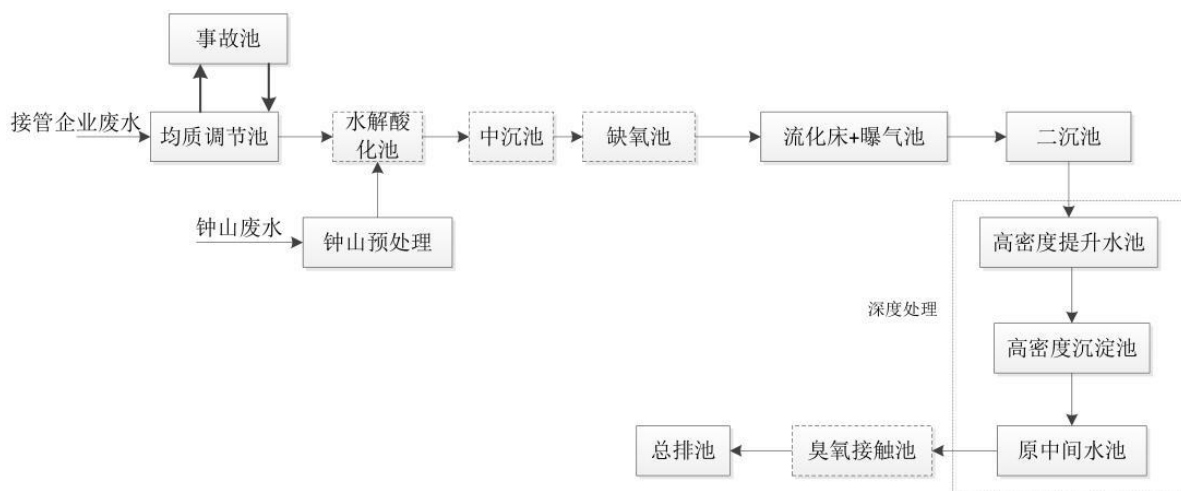 事故池
接管企业废水
均质调节池
水解酸
化池
中沉池
缺氧池
流化床+曝气池
二沉池
钟山废水
钟山预处理
高密度提升水池
深度处理
高密度沉淀池
总排池
臭氧接触池
原中间水池